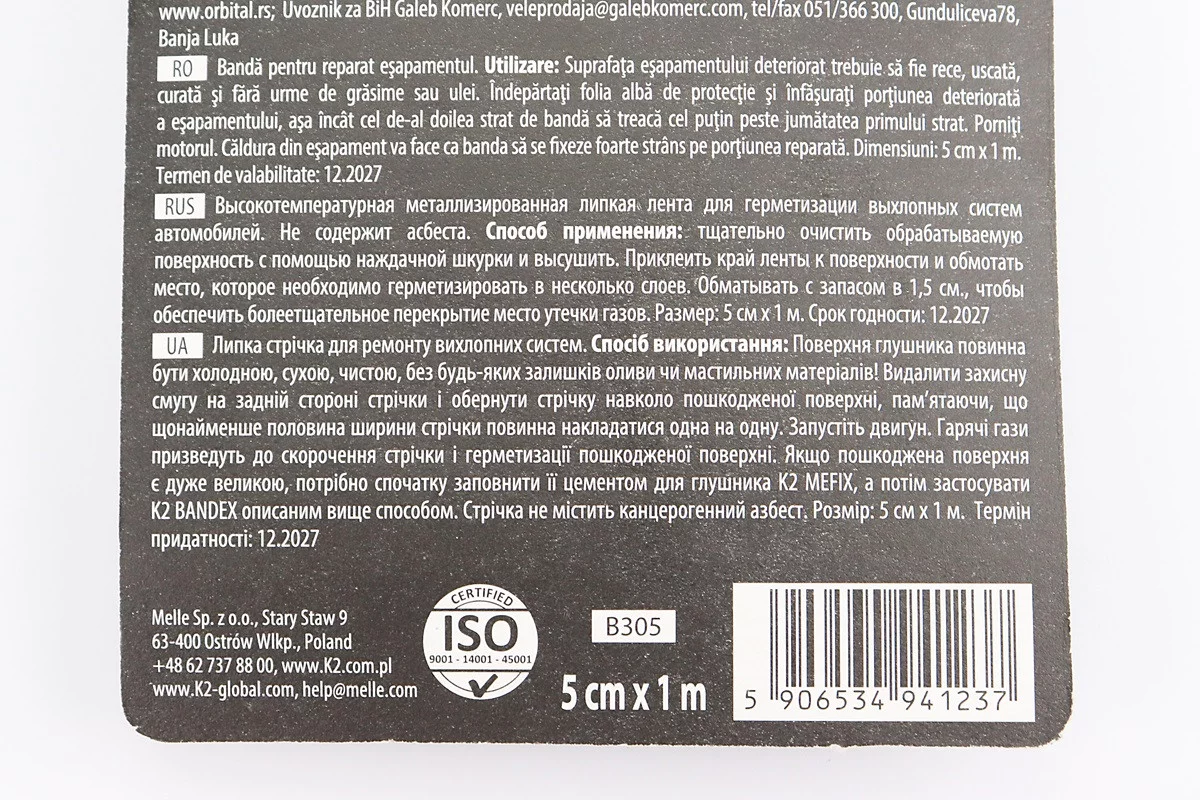 www.orbital.rs; Uvoznik za BiH Galeb Komerc, veleprodaja@galebkomerc.com, tel/fax 051/366 300, Gunduliceva78,
Banja Luka
RO Bandă pentru reparat eşapamentul. Utilizare: Suprafaţa eşapamentului deteriorat trebuie să fie rece, uscată,
curată şi fără urme de grăsime sau ulei. Îndepărtaţi folia albă de protecţie şi înfăşuraţi porţiunea deteriorată
a eşapamentului, aşa încât cel de-al doilea strat de bandă să treacă cel puţin peste jumătatea primului strat. Porniţi
motorul. Căldura din eşapament va face ca banda să se fixeze foarte strâns pe porţiunea reparată. Dimensiuni: 5 cm x 1 m.
Termen de valabilitate: 12.2027
RUS Высокотемпературная металлизированная липкая лента для герметизации выхлопных систем
автомобилей. Не содержит асбеста. Способ применения: тщательно очистить обрабатываемую
поверхность с помощью наждачной шкурки и высушить. Приклеить край ленты к поверхности и обмотать
место, которое необходимо герметизировать в несколько слоев. Обматывать с запасом в 1,5 см., чтобы
обеспечить болеетщательное перекрытие место утечки газов. Размер: 5 см x 1 м. Срок годности: 12.2027
UA Липка стрічка для ремонту вихлопних систем. Спосіб використання: Поверхня глушника повинна
бути холодною, сухою, чистою, без будь-яких залишків оливи чи мастильних матеріалів! Видалити захисну
смугу на задній стороні стрічки і обернути стрічку навколо пошкодженої поверхні, пам'ятаючи, що
щонайменше половина ширини стрічки повинна накладатися одна на одну. Запустіть двигун. Гарячі гази
призведуть до скорочення стрічки і герметизації пошкодженої поверхні. Якщо пошкоджена поверхня
є дуже великою, потрібно спочатку заповнити її цементом для глушника K2 MEFIX, а потім застосувати
K2 BANDEX описаним вище способом. Стрічка не містить канцерогенний азбест. Розмір: 5 см x 1 м. Термін
придатності: 12.2027
Melle Sp. z o.o., Stary Staw 9
63-400 Ostrów Wlkp., Poland
+48 62 737 88 00, www.K2.com.pl
www.K2-global.com, help@melle.com
CERTIFIED
ISO
9001 - 14001 - 45001
B305
5 cm x 1 m
5 906534 941237